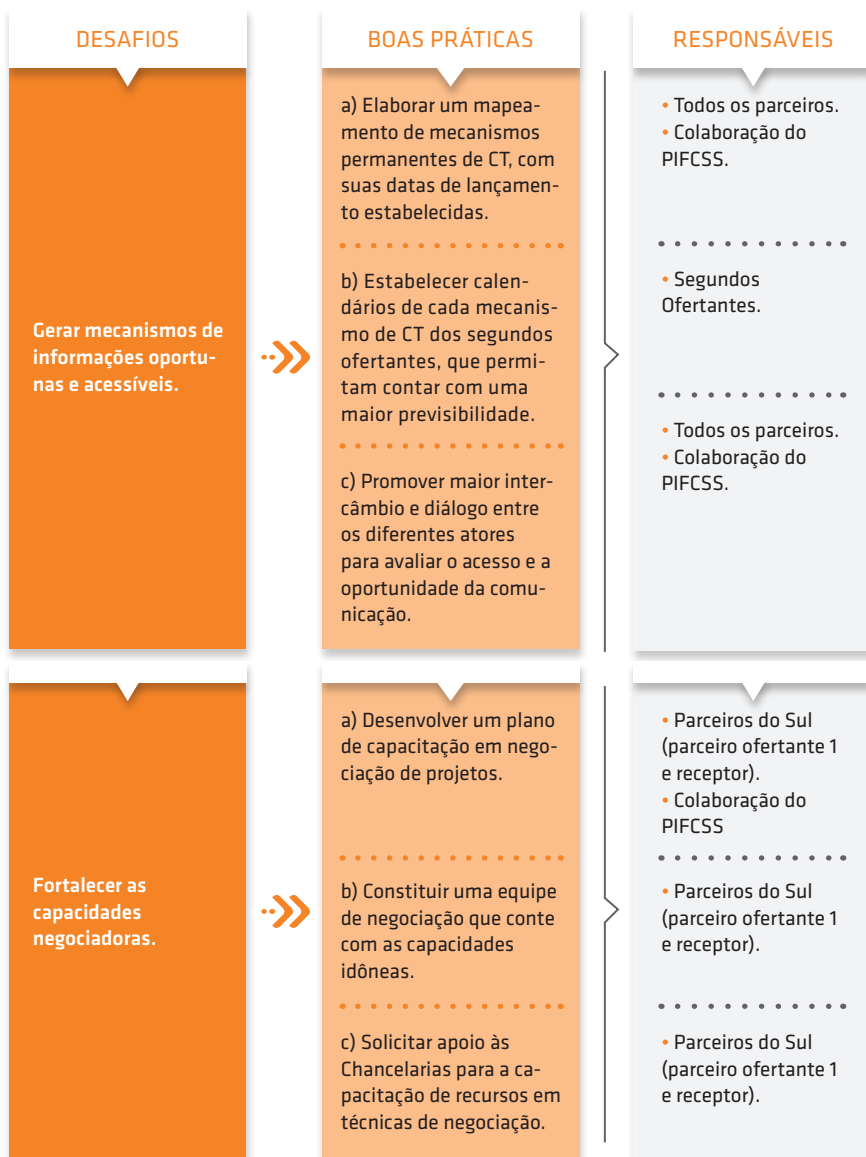 DESAFIOS
BOAS PRÁTICAS
RESPONSÁVEIS
Gerar mecanismos de
informações oportu-
nas e acessíveis.
a) Elaborar um mapea-
mento de mecanismos
permanentes de CT, com
suas datas de lançamen-
to estabelecidas.
• Todos os parceiros.
• Colaboração do
PIFCSS.
b) Estabelecer calen-
dários de cada mecanis-
mo de CT dos segundos
ofertantes, que permi-
tam contar com uma
maior previsibilidade.
• Segundos
Ofertantes.
c) Promover maior inter-
câmbio e diálogo entre
os diferentes atores
para avaliar o acesso e a
oportunidade da comu-
nicação.
• Todos os parceiros.
• Colaboração do
PIFCSS.
Fortalecer as
capacidades
negociadoras.
a) Desenvolver um plano
de capacitação em nego-
ciação de projetos.
• Parceiros do Sul
(parceiro ofertante 1
e receptor).
• Colaboração do
PIFCSS
b) Constituir uma equipe
de negociação que conte
com as capacidades
idôneas.
• Parceiros do Sul
(parceiro ofertante 1
e receptor).
c) Solicitar apoio às
Chancelarias para a ca-
pacitação de recursos em
técnicas de negociação.
• Parceiros do Sul
(parceiro ofertante 1
e receptor).